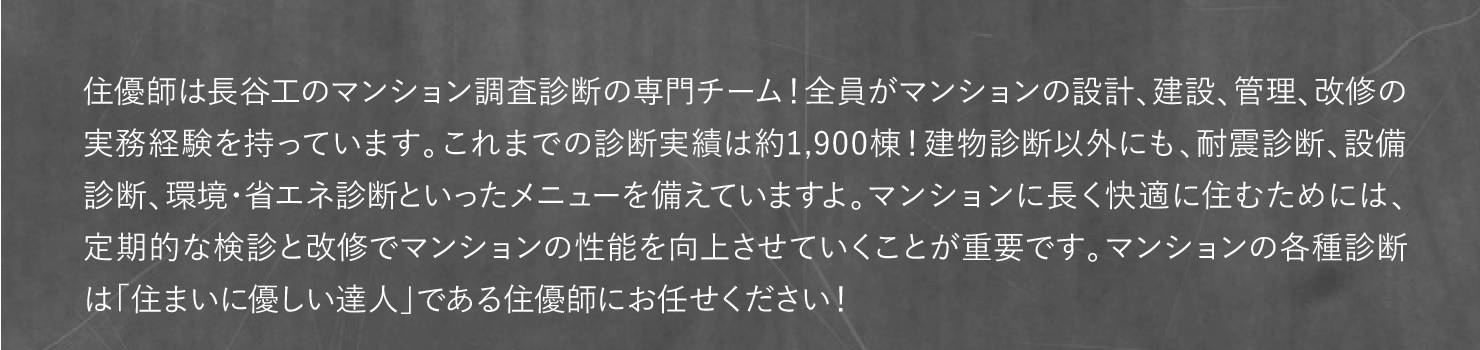 住優師は長谷工のマンション調査診断の専門チーム！全員がマンションの設計、建設、管理、改修の
実務経験を持っています。これまでの診断実績は約1,900棟！建物診断以外にも、耐震診断、設備
診断、環境・省エネ診断といったメニューを備えていますよ。マンションに長く快適に住むためには、
定期的な検診と改修でマンションの性能を向上させていくことが重要です。マンションの各種診断
は「住まいに優しい達人」である住優師にお任せください！